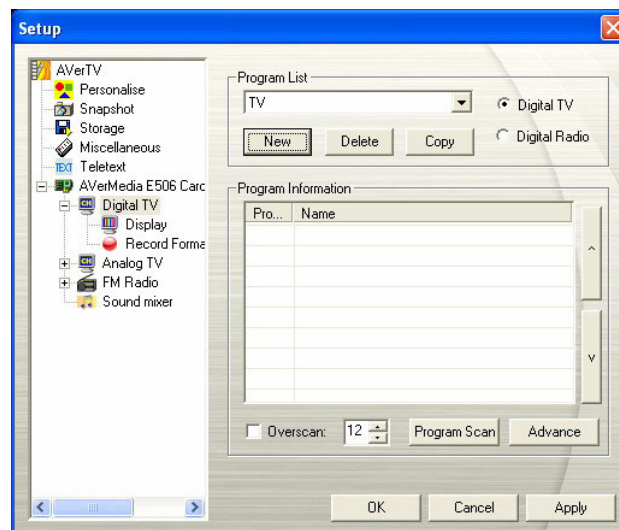 Setup
AVerTV
Personalise
Snapshot
Storage
Miscellaneous
TEXT Teletext
AVerMedia E506 Card
Digital TV
Display
Record Forma
Analog TV
FM Radio
Sound mixer
Program List
TV
Digital TV
New
Delete
Copy
Digital Radio
Program Information
Pro... Name
Overscan: 12
Program Scan
Advance
OK
Cancel
Apply